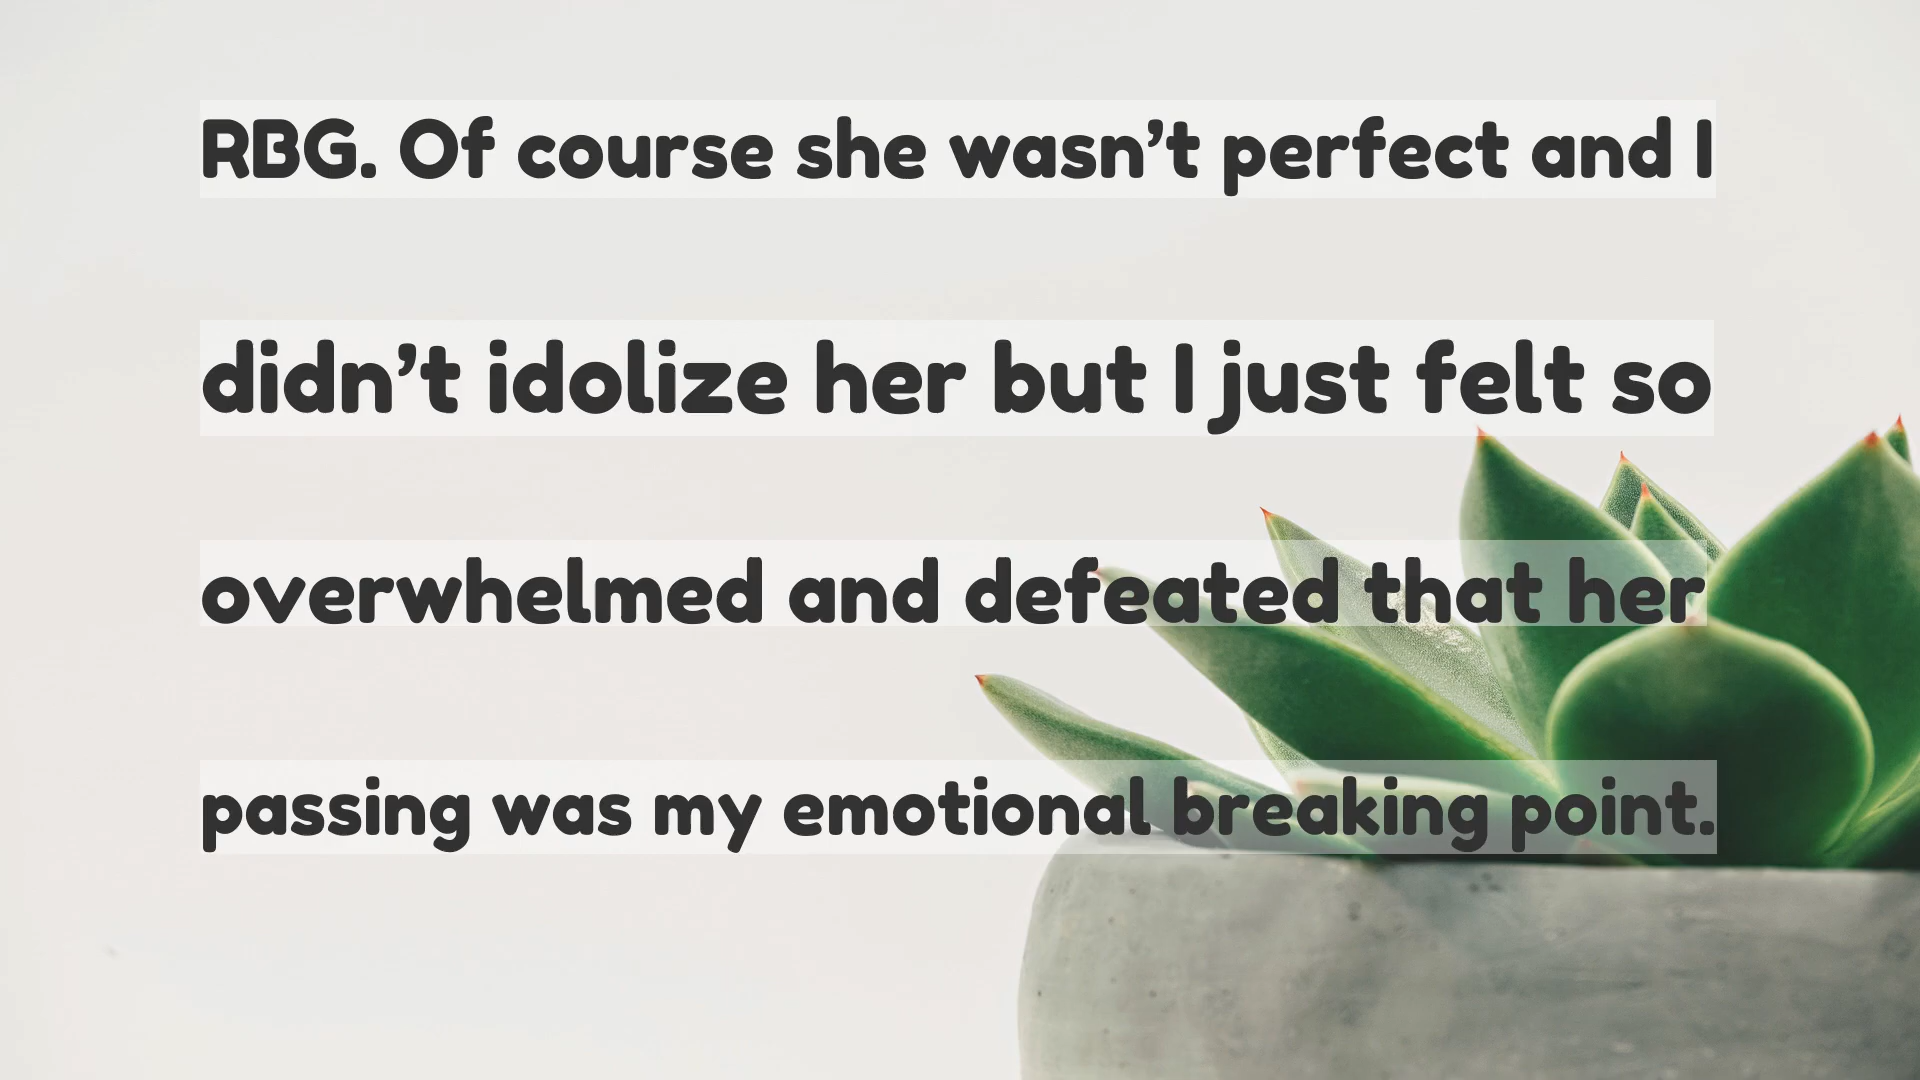 RBG. Of course she wasn’t perfect and I
didn’t idolize her but I just felt so
overwhelmed and defeated that her
passing was my emotional breaking point.